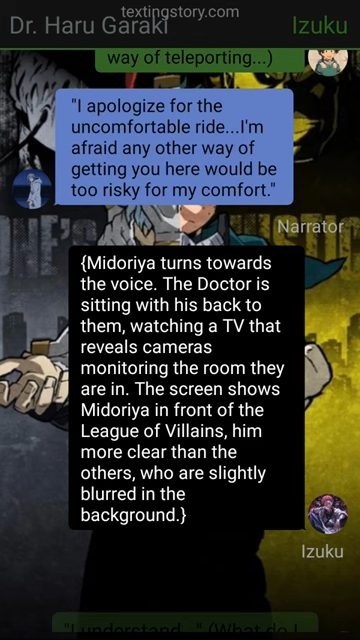 textingstory.com
Dr. Haru Garaki
Izuku
way of teleporting...)
"I apologize for the
uncomfortable ride...I'm
afraid any other way of
getting you here would be
too risky for my comfort."
Narrator
{Midoriya turns towards
the voice. The Doctor is
sitting with his back to
them, watching a TV that
reveals cameras
monitoring the room they
are in. The screen shows
Midoriya in front of the
League of Villains, him
more clear than the
others, who are slightly
blurred in the
background.}
Izuku
"I understand..." (What do I